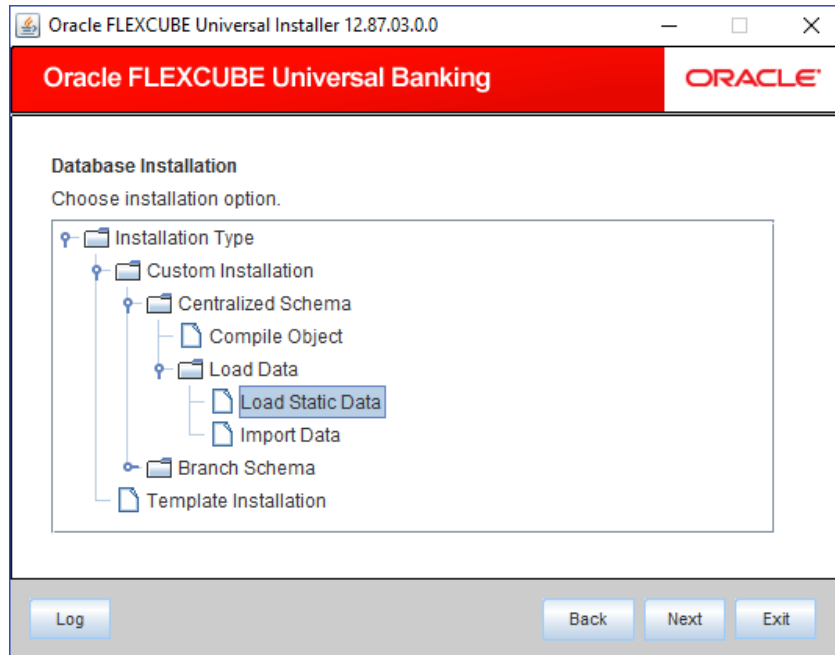 Oracle FLEXCUBE Universal Installer 12.87.03.0.0
Oracle FLEXCUBE Universal Banking
ORACLE®
Database Installation
Choose installation option.
Installation Type
Custom Installation
Centralized Schema
Compile Object
Load Data
Load Static Data
Import Data
Branch Schema
Template Installation
Log Back Next Exit